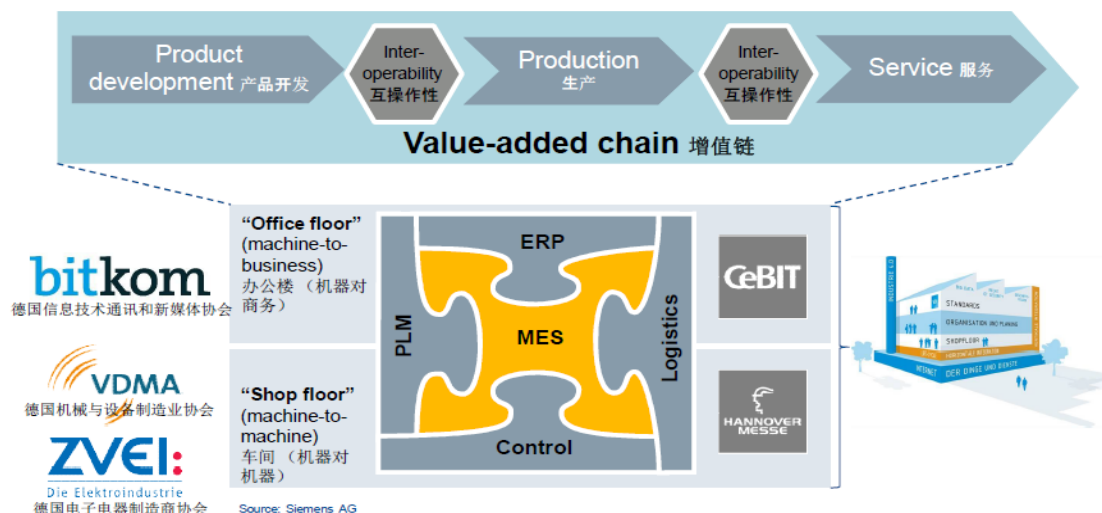 Product
development 产品开发
Inter-
operability
互操作性
Production
生产
Inter-
operability
互操作性
Service 服务
Value-added chain 增值链
bitkom
德国信息技术通讯和新媒体协会
VDMA
德国机械与设备制造业协会
ZVEI:
Die Elektroindustrie
德国电子电器制造商协会
“Office floor”
(machine-to-
business)
办公楼 （机器对
商务）
“Shop floor”
(machine-to-
machine)
车间 （机器对
机器）
ERP
PLM
MES
Logistics
Control
CeBIT
HANNOVER
MESSE
INDUSTRIE 4.0
STANDARDS
ORGANISATION UND PLANUNG
SHOPFLOOR
INTERNET
DER DINGE UND DIENSTE
Source: Siemens AG